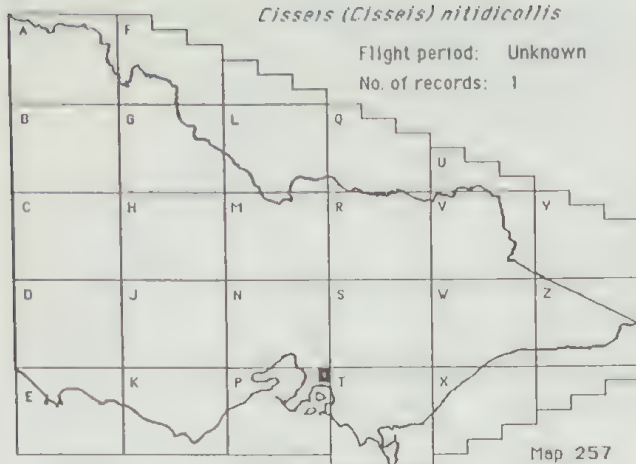 Cisseis (Cisseis) nitidicollis
Flight period: Unknown
No. of records: 1
A F
B G L Q
U
C H M R V Y
D J N S W Z
E K P T X
Map 257